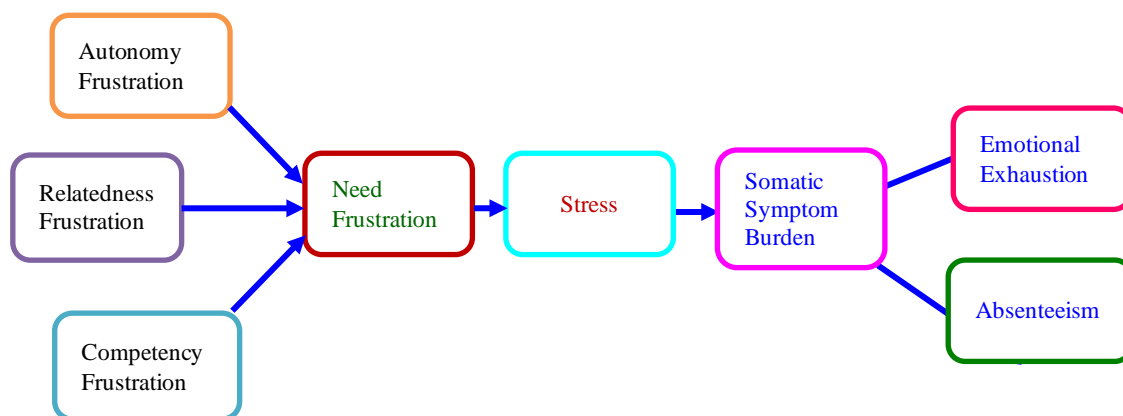 Autonomy
Frustration
Relatedness
Frustration
Competency
Frustration
Need
Frustration
Stress
Somatic
Symptom
Burden
Emotional
Exhaustion
Absenteeism